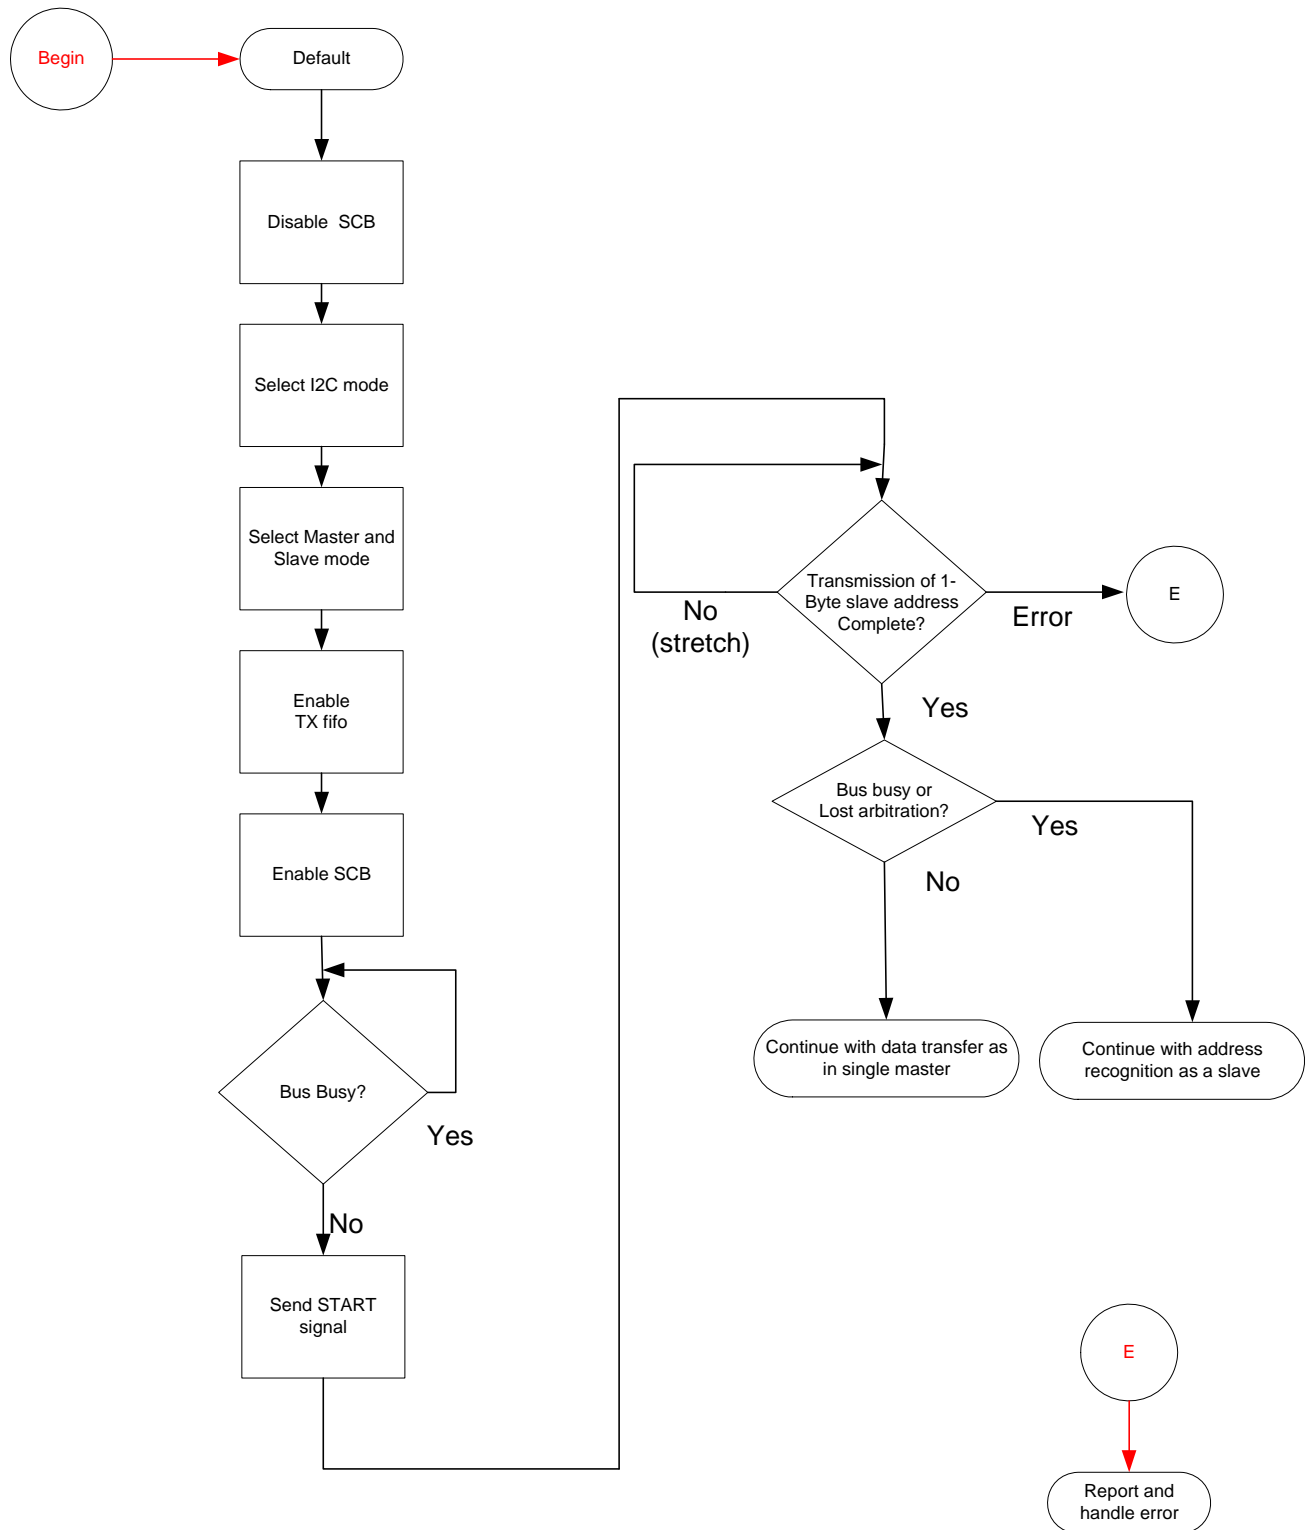 Begin
Default
Disable  SCB
Select I2C mode
Select Master and
Slave mode
Enable
TX fifo
Enable SCB
Bus Busy?
Yes
No
Send START
signal
Transmission of 1-
Byte slave address
Complete?
No
(stretch)
Error
E
Yes
Bus busy or
Lost arbitration?
Yes
No
Continue with data transfer as
in single master
Continue with address
recognition as a slave
E
Report and
handle error